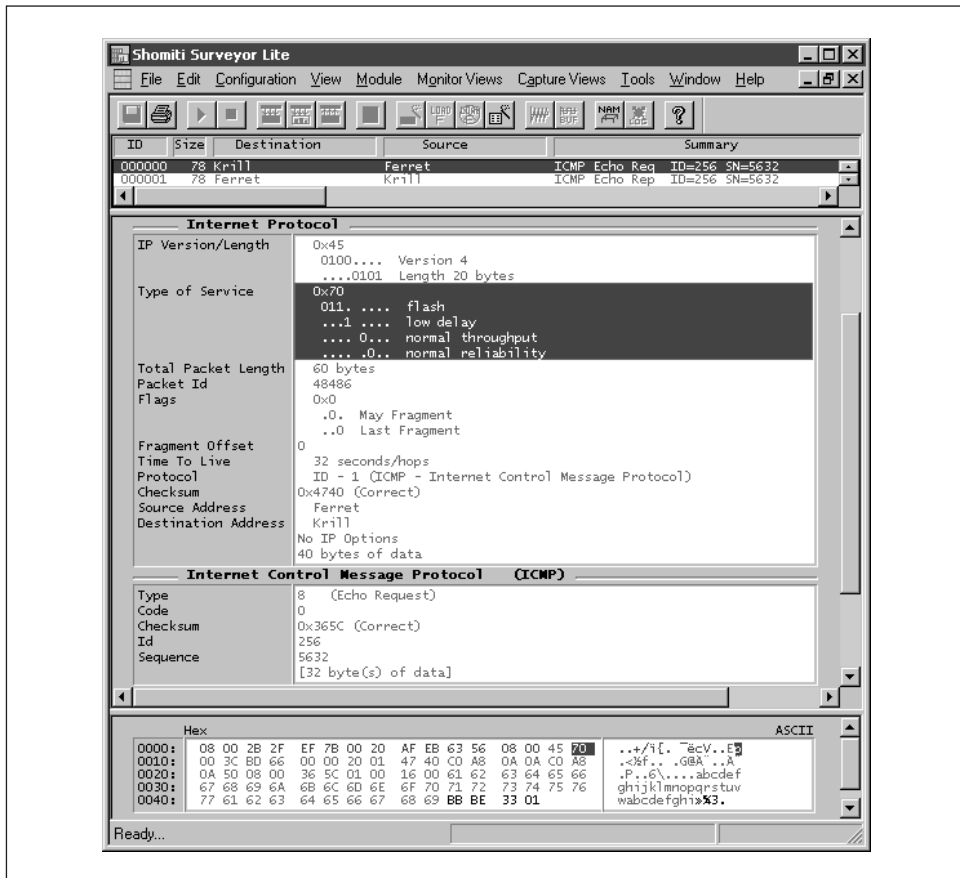 Shomiti Surveyor Lite
File Edit Configuration View Module Monitor Views Capture Views Tools Window Help
NAM
ID Size Destination Source Summary
000000 78 Krill Ferret ICMP Echo Req ID=256 SN=5632
000001 78 Ferret Krill ICMP Echo Rep ID=256 SN=5632
Internet Protocol
IP Version/Length 0x45
0100.... Version 4
....0101 Length 20 bytes
Type of Service 0x70
011. .... flash
...1 .... low delay
.... 0... normal throughput
.... .0.. normal reliability
Total Packet Length 60 bytes
Packet Id 48486
Flags 0x0
.0. May Fragment
..0 Last Fragment
Fragment Offset 0
Time To Live 32 seconds/hops
Protocol ID - 1 (ICMP - Internet Control Message Protocol)
Checksum 0x4740 (Correct)
Source Address Ferret
Destination Address Krill
No IP Options
40 bytes of data
Internet Control Message Protocol (ICMP)
Type 8 (Echo Request)
Code 0
Checksum 0x365C (Correct)
Id 256
Sequence 5632
[32 byte(s) of data]
Hex ASCII
0000: 08 00 2B 2F EF 7B 00 20 AF EB 63 56 08 00 45 70 ..+/ï{. ¯ëcV..Ep
0010: 00 3C BD 66 00 00 20 01 47 40 C0 A8 0A 0A C0 A8 .<½f.. .G@À¨..À¨
0020: 0A 50 08 00 36 5C 01 00 16 00 61 62 63 64 65 66 .P..6\....abcdef
0030: 67 68 69 6A 6B 6C 6D 6E 6F 70 71 72 73 74 75 76 ghijklmnopqrstuv
0040: 77 61 62 63 64 65 66 67 68 69 BB BE 33 01 wabcdefghi»¾3.
Ready...